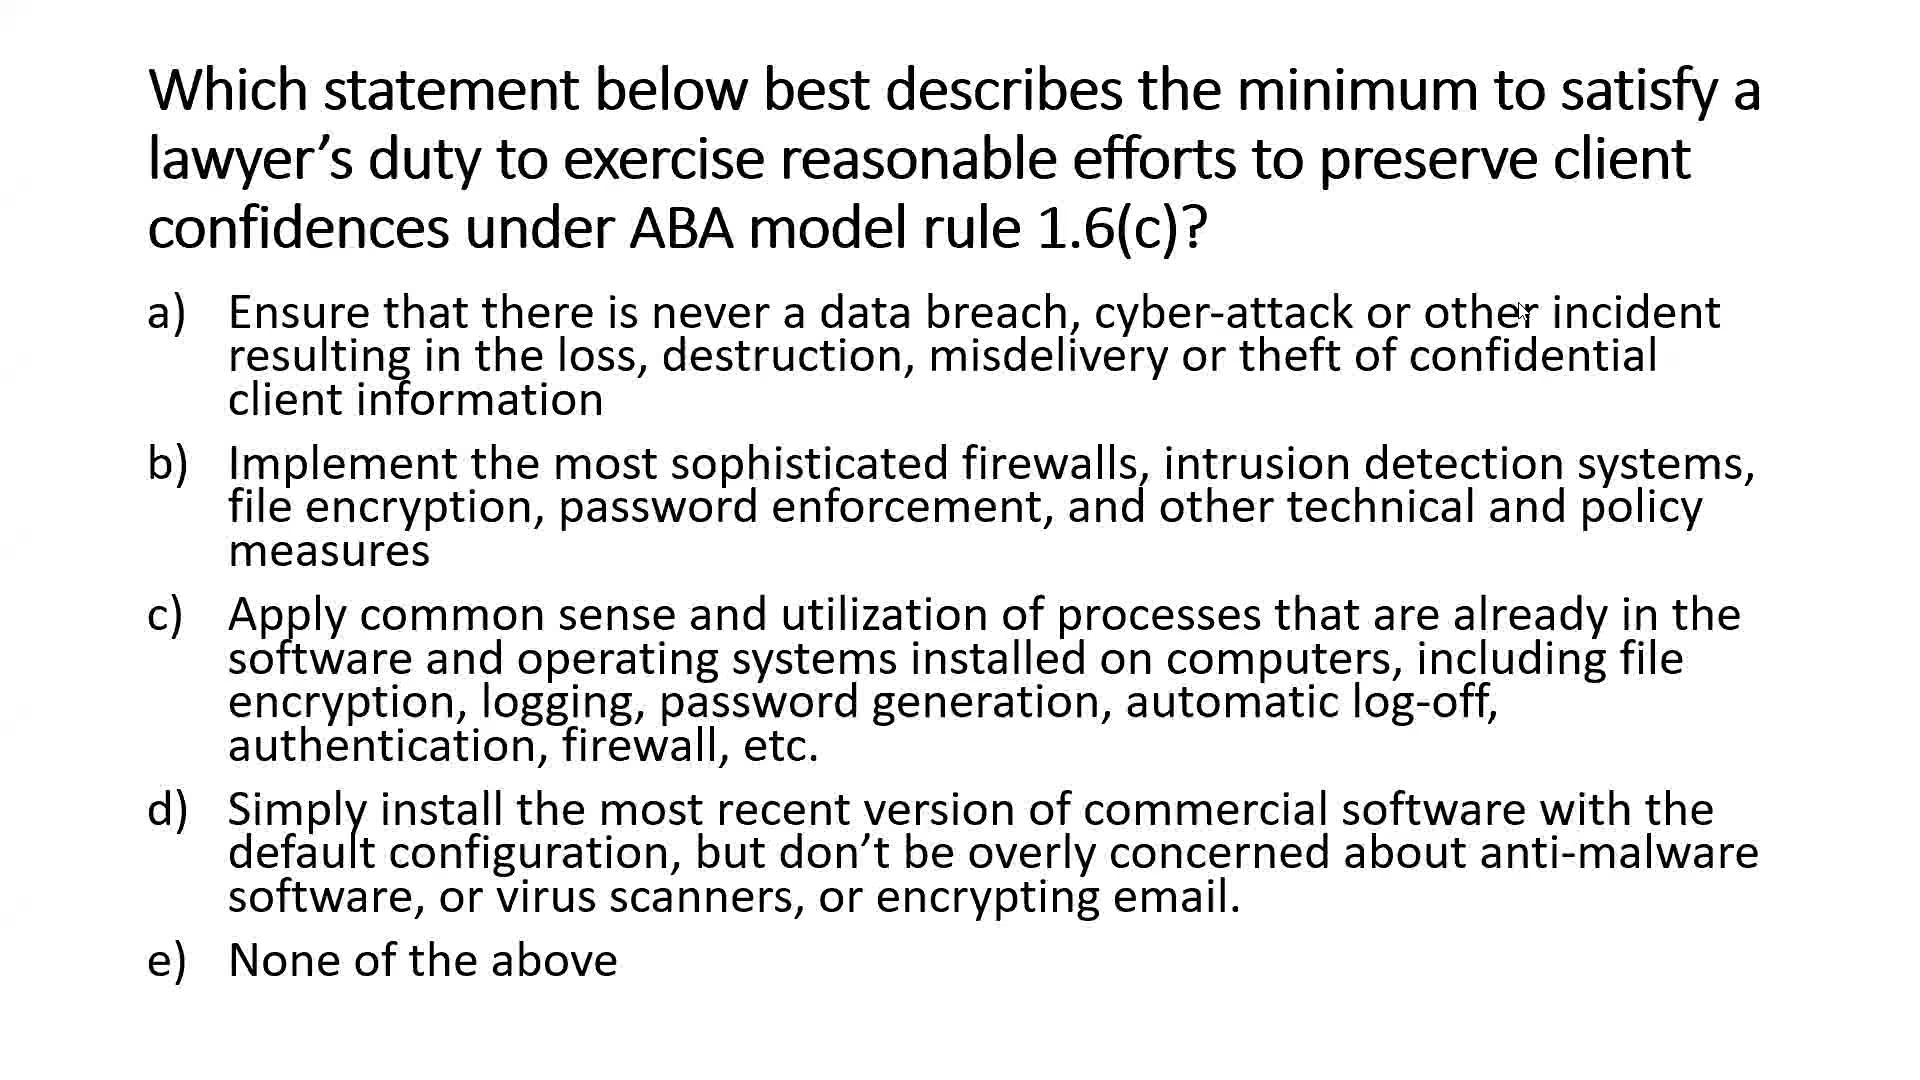 Which statement below best describes the minimum to satisfy a
lawyer’s duty to exercise reasonable efforts to preserve client
confidences under ABA model rule 1.6(c)?
a) Ensure that there is never a data breach, cyber-attack or other incident
resulting in the loss, destruction, misdelivery or theft of confidential
client information
b) Implement the most sophisticated firewalls, intrusion detection systems,
file encryption, password enforcement, and other technical and policy
measures
c) Apply common sense and utilization of processes that are already in the
software and operating systems installed on computers, including file
encryption, logging, password generation, automatic log-off,
authentication, firewall, etc.
d) Simply install the most recent version of commercial software with the
default configuration, but don’t be overly concerned about anti-malware
software, or virus scanners, or encrypting email.
e) None of the above